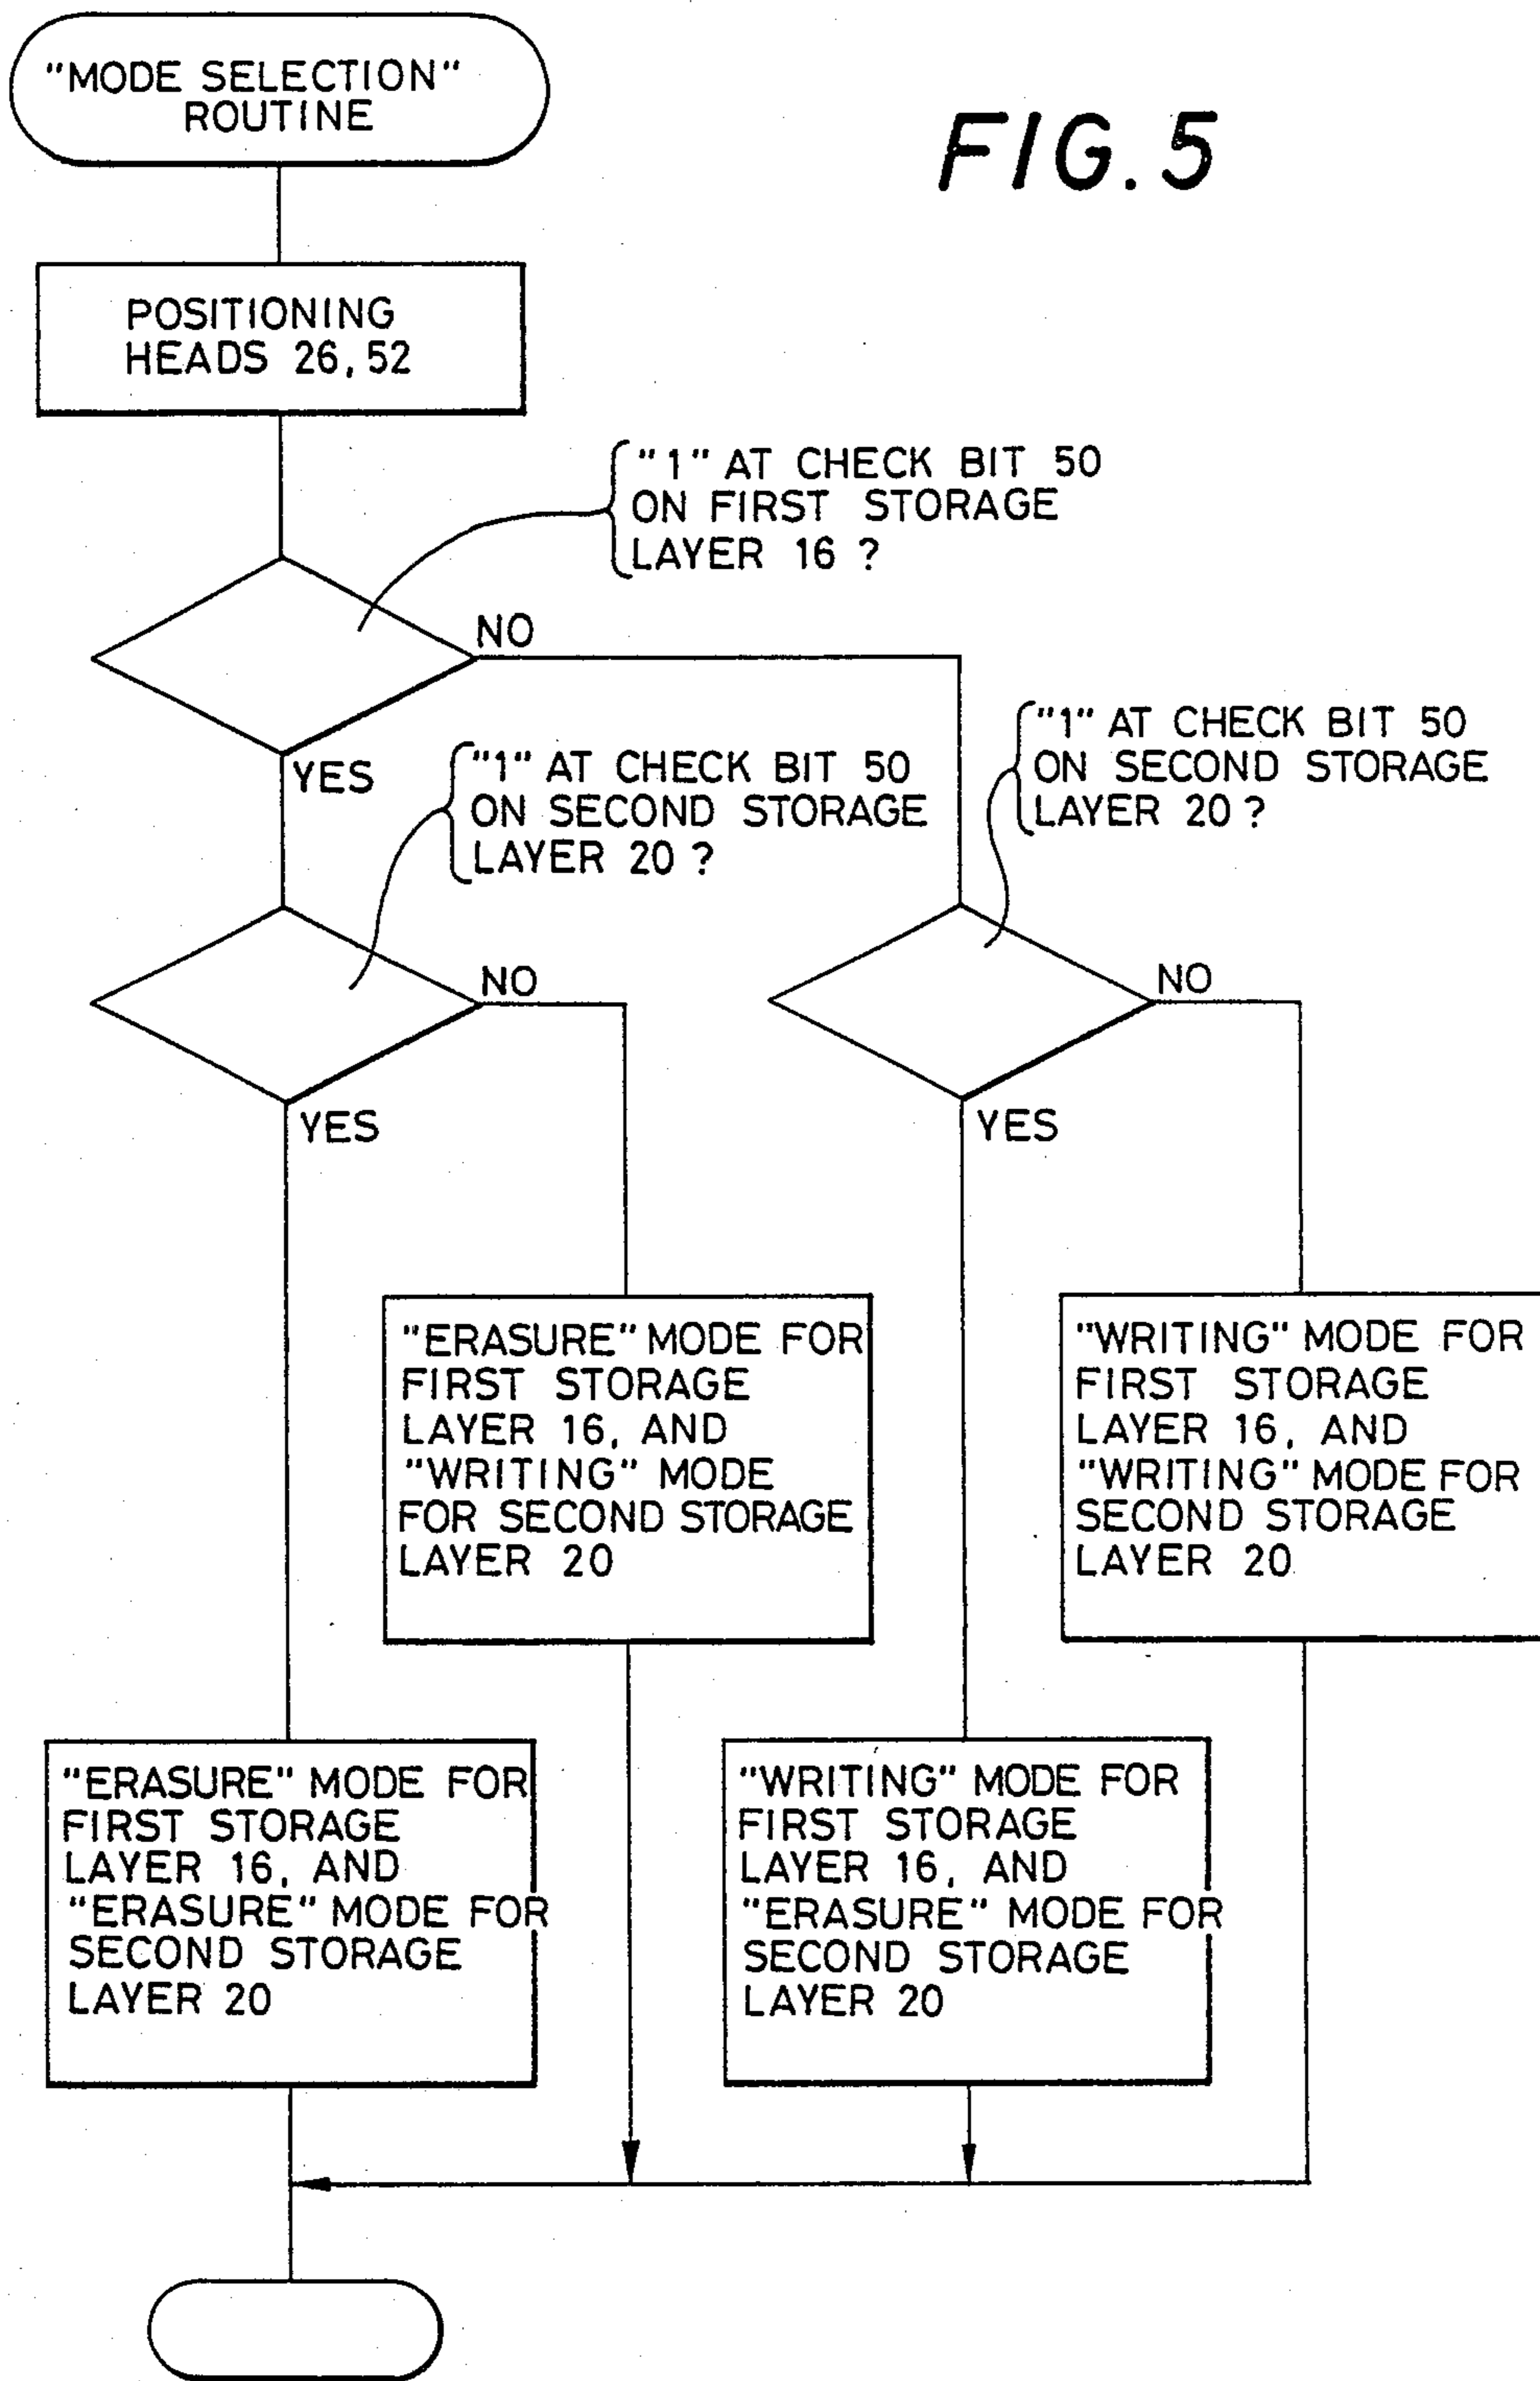 "MODE SELECTION"
ROUTINE
FIG. 5
POSITIONING
HEADS 26, 52
"1" AT CHECK BIT 50
ON FIRST STORAGE
LAYER 16 ?
NO
YES
"1" AT CHECK BIT 50
ON SECOND STORAGE
LAYER 20 ?
"1" AT CHECK BIT 50
ON SECOND STORAGE
LAYER 20 ?
NO
YES
NO
YES
"ERASURE" MODE FOR
FIRST STORAGE
LAYER 16, AND
"WRITING" MODE
FOR SECOND STORAGE
LAYER 20
"WRITING" MODE FOR
FIRST STORAGE
LAYER 16, AND
"WRITING" MODE FOR
SECOND STORAGE
LAYER 20
"ERASURE" MODE FOR
FIRST STORAGE
LAYER 16, AND
"ERASURE" MODE FOR
SECOND STORAGE
LAYER 20
"WRITING" MODE FOR
FIRST STORAGE
LAYER 16, AND
"ERASURE" MODE FOR
SECOND STORAGE
LAYER 20